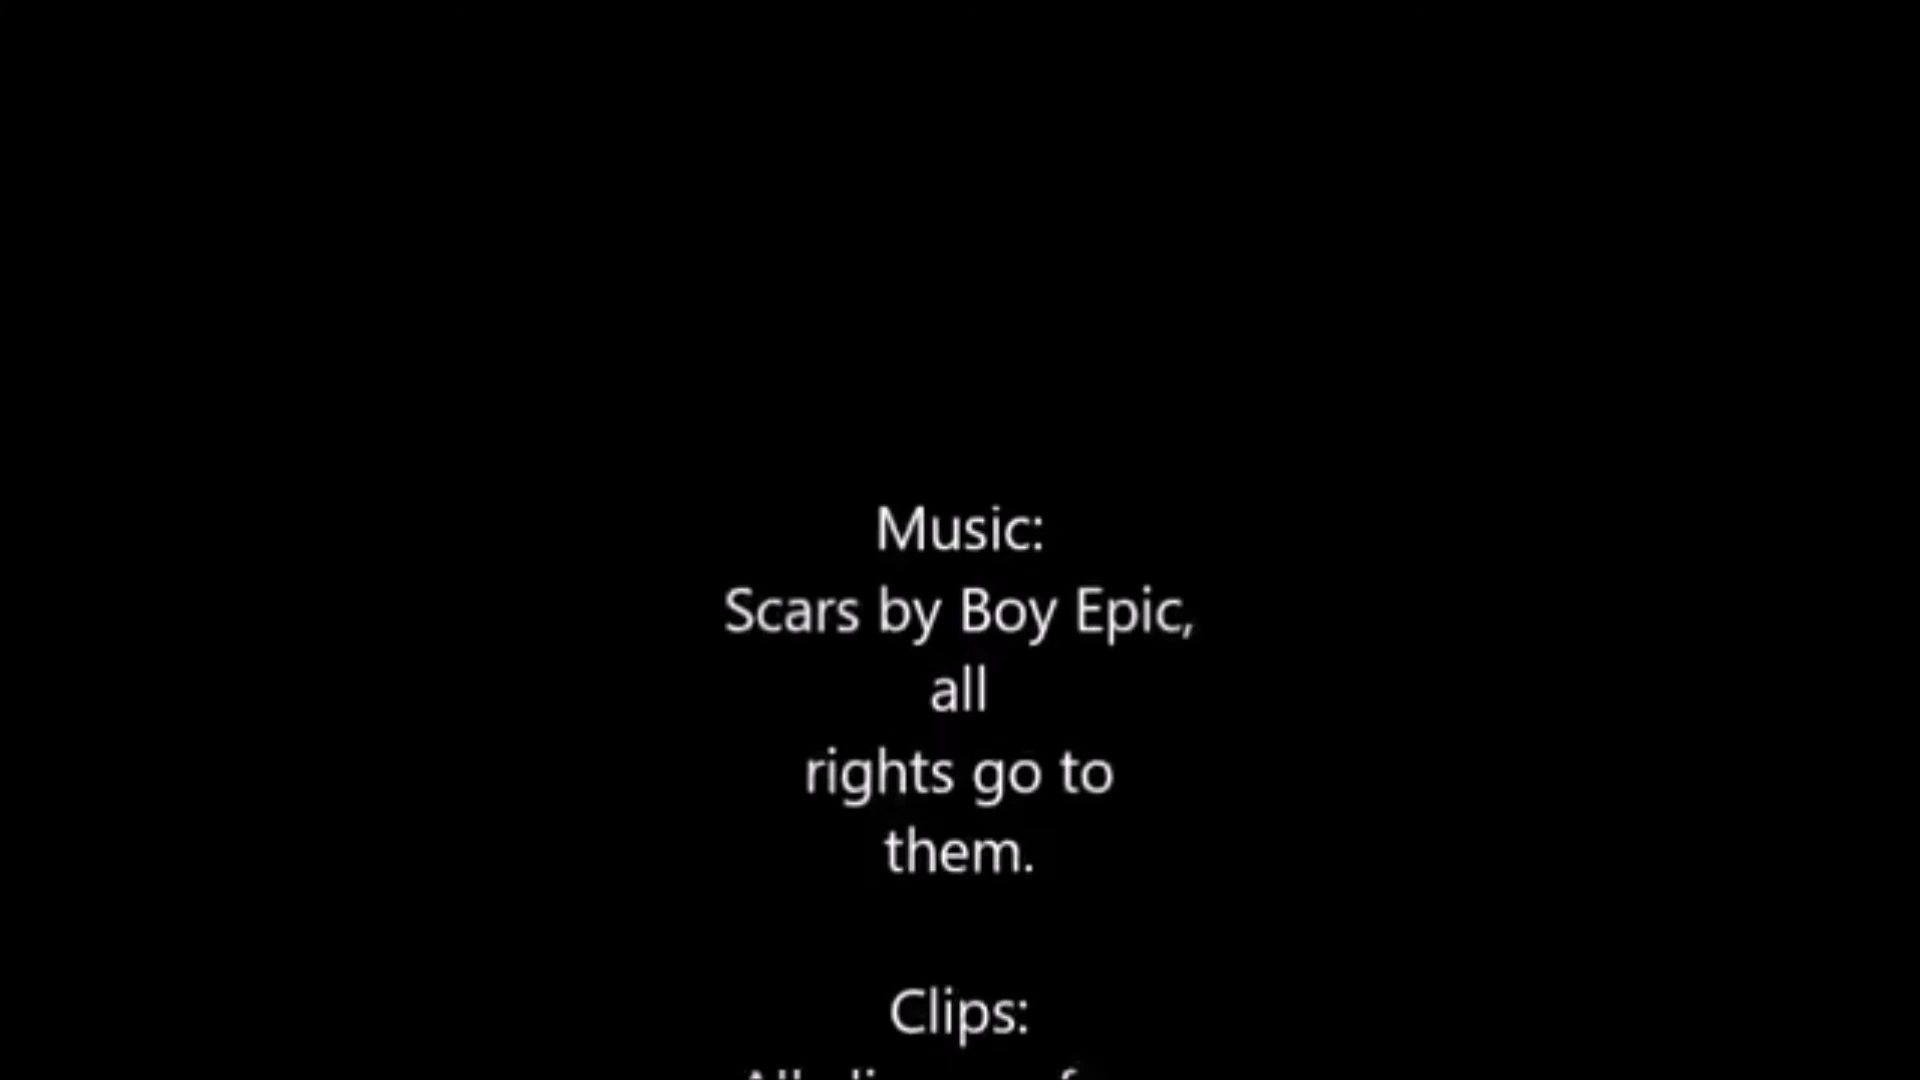 Music:
Scars by Boy Epic,
all
rights go to
them.
Clips: